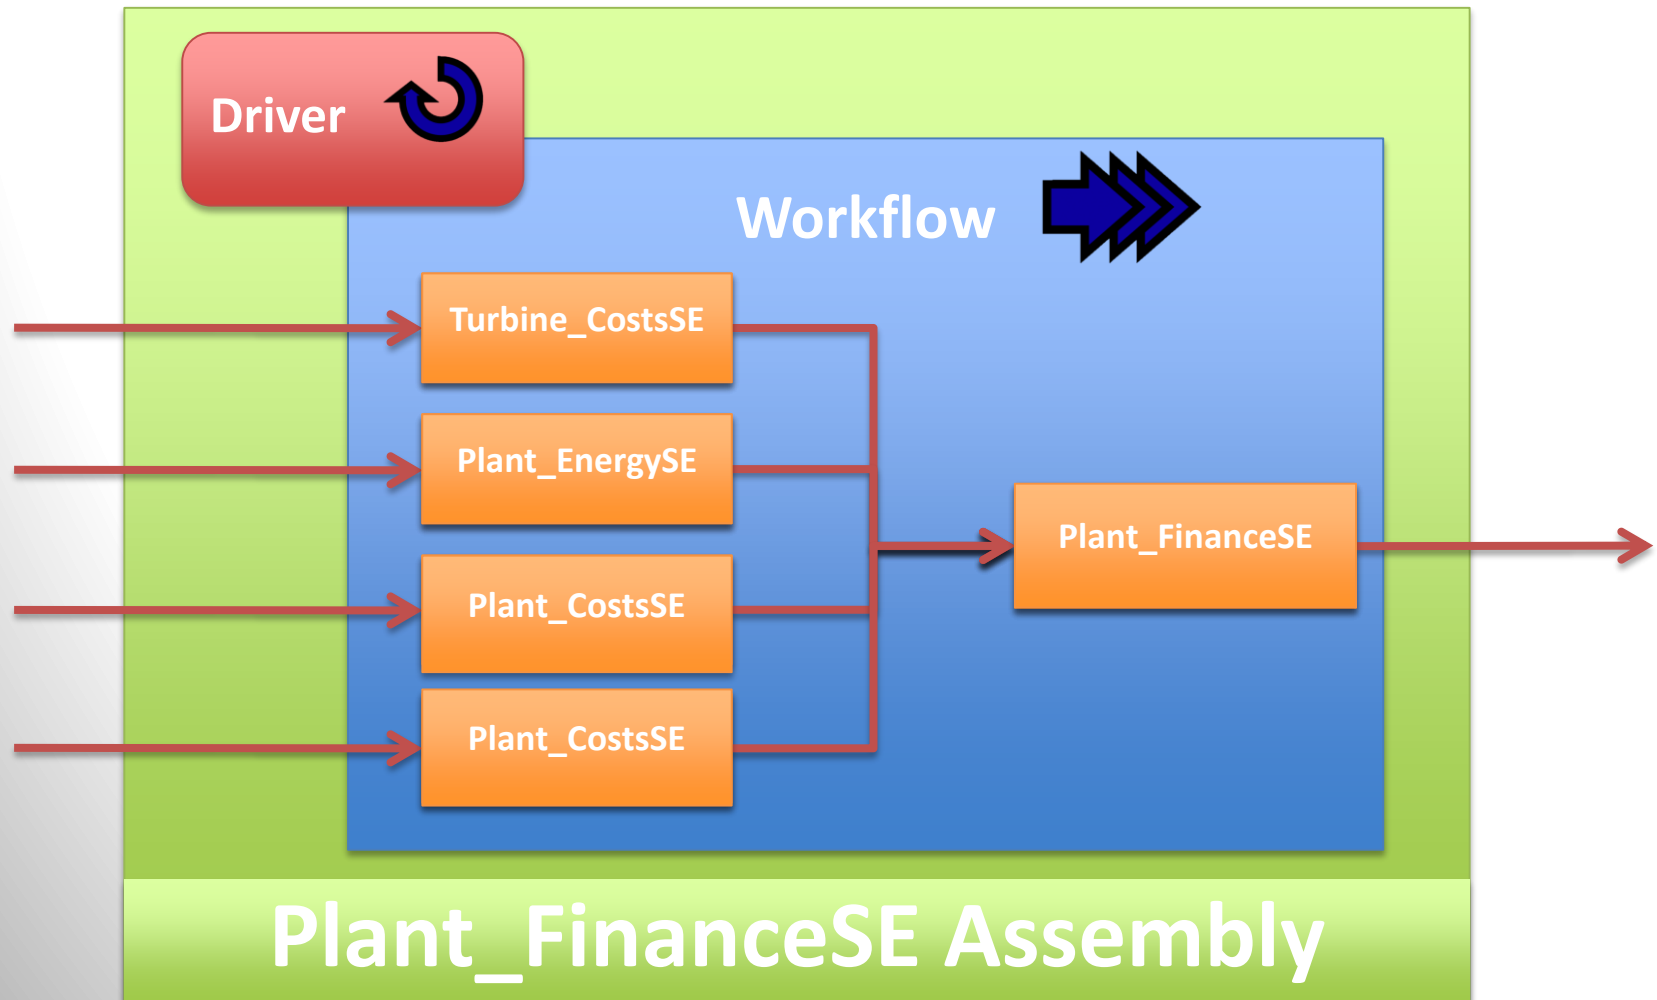 Driver
Workflow
Turbine_CostsSE
Plant_EnergySE
Plant_FinanceSE
Plant_CostsSE
Plant_CostsSE
Plant_FinanceSE Assembly